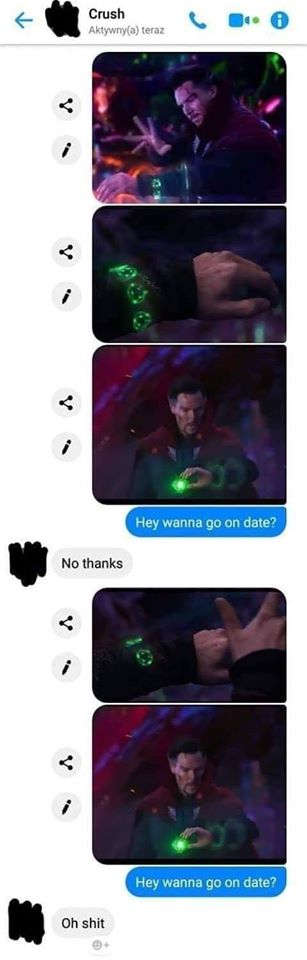 Crush
Aktywny(a) teraz
Hey wanna go on date?
No thanks
Hey wanna go on date?
Oh shit